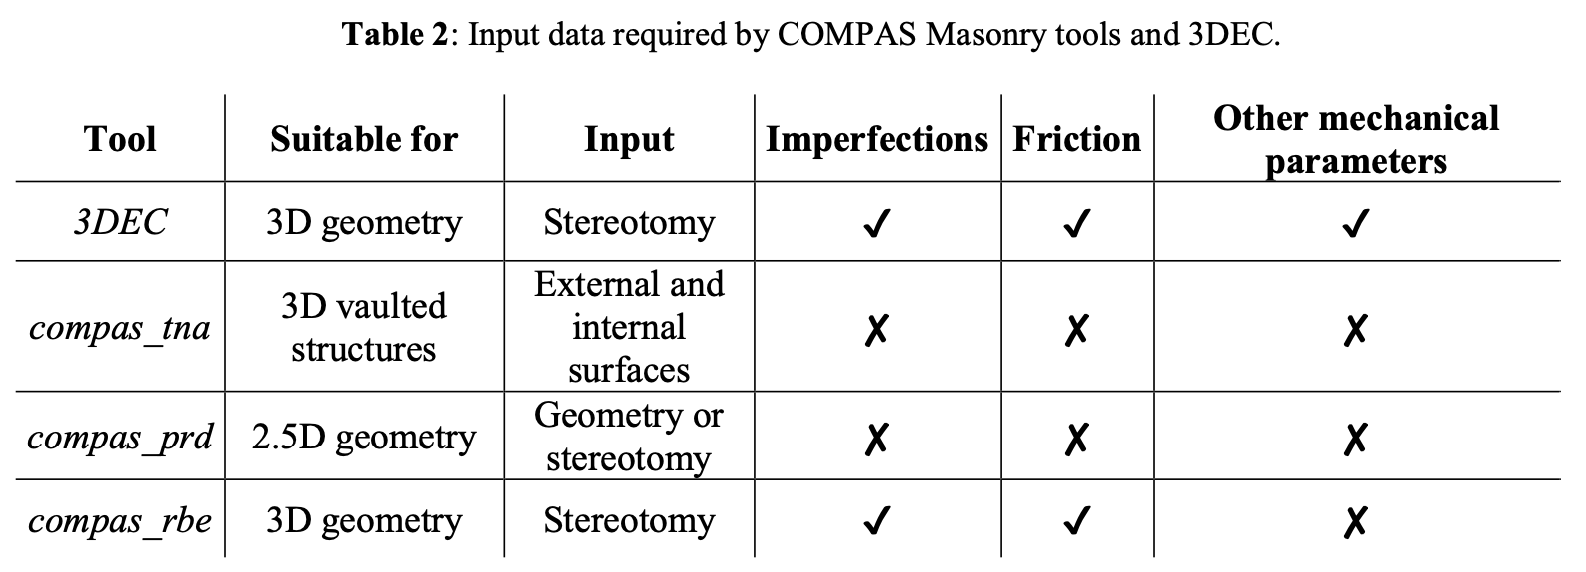 Table 2: Input data required by COMPAS Masonry tools and 3DEC.
Tool Suitable for Input Imperfections Friction Other mechanical
parameters
3DEC 3D geometry Stereotomy ✓ ✓ ✓
compas_tna 3D vaulted
structures External and
internal
surfaces ✗ ✗ ✗
compas_prd 2.5D geometry Geometry or
stereotomy ✗ ✗ ✗
compas_rbe 3D geometry Stereotomy ✓ ✓ ✗